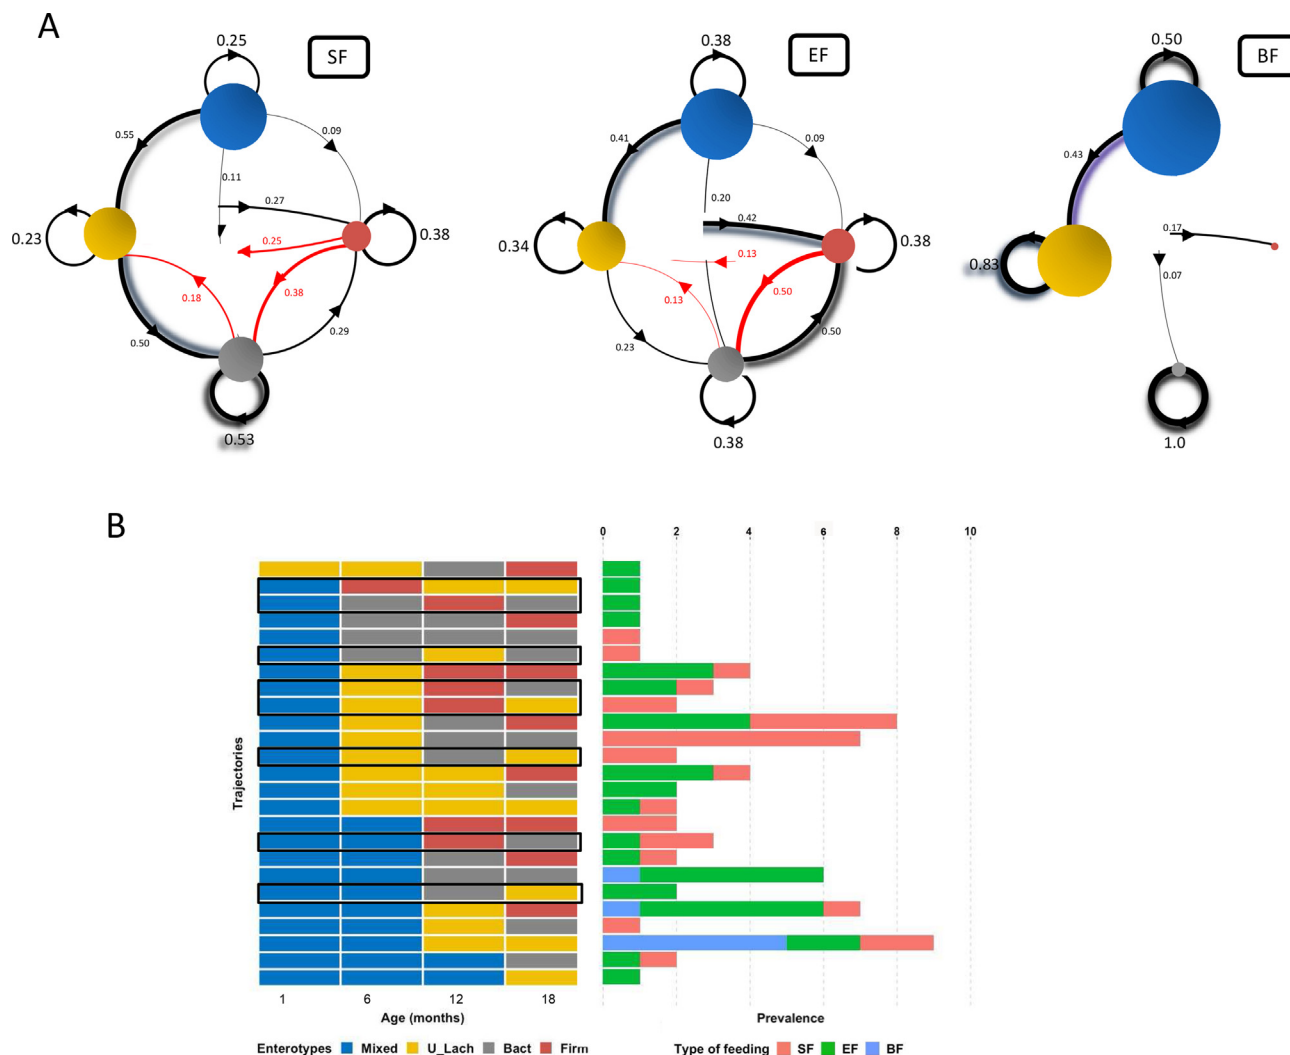 A
SF
EF
BF
0.25
0.55
0.09
0.11
0.27
0.23
0.25
0.38
0.18
0.38
0.50
0.29
0.53
0.38
0.41
0.09
0.20
0.42
0.34
0.13
0.38
0.13
0.50
0.23
0.50
0.38
0.50
0.43
0.17
0.83
0.07
1.0
B
0 2 4 6 8 10
Trajectories
1 6 12 18
Age (months)
Prevalence
Enterotypes Mixed U_Lach Bact Firm
Type of feeding SF EF BF